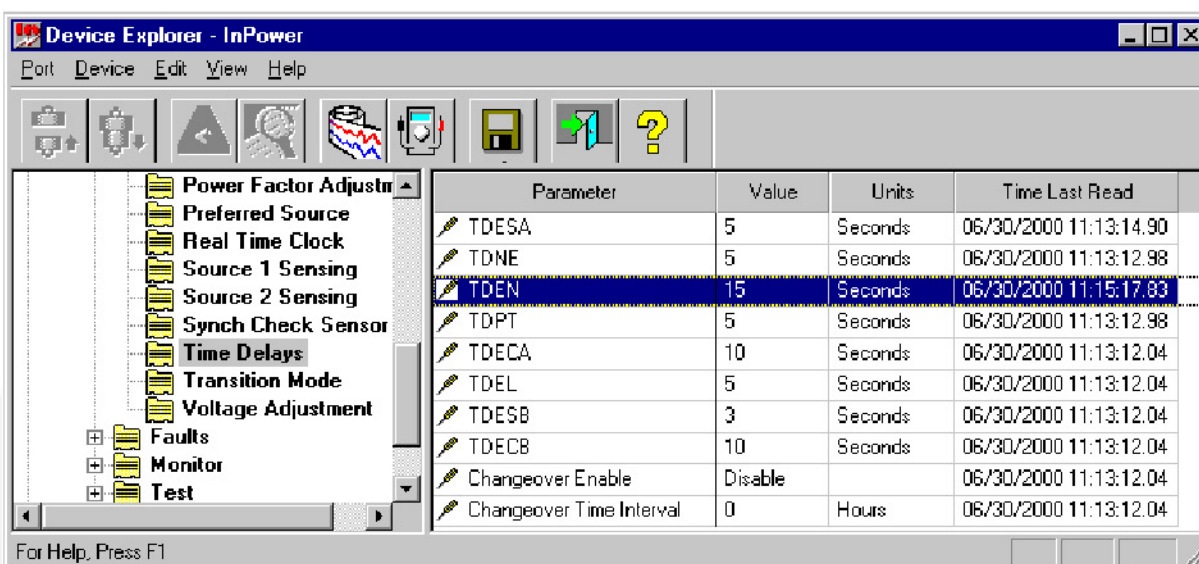 Device Explorer - InPower
Port Device Edit View Help
Power Factor Adjustm
Preferred Source
Real Time Clock
Source 1 Sensing
Source 2 Sensing
Synch Check Sensor
Time Delays
Transition Mode
Voltage Adjustment
Faults
Monitor
Test
Parameter Value Units Time Last Read
TDESA 5 Seconds 06/30/2000 11:13:14.90
TDNE 5 Seconds 06/30/2000 11:13:12.98
TDEN 15 Seconds 06/30/2000 11:15:17.83
TDPT 5 Seconds 06/30/2000 11:13:12.98
TDECA 10 Seconds 06/30/2000 11:13:12.04
TDEL 5 Seconds 06/30/2000 11:13:12.04
TDESB 3 Seconds 06/30/2000 11:13:12.04
TDECB 10 Seconds 06/30/2000 11:13:12.04
Changeover Enable Disable 06/30/2000 11:13:12.04
Changeover Time Interval 0 Hours 06/30/2000 11:13:12.04
For Help, Press F1